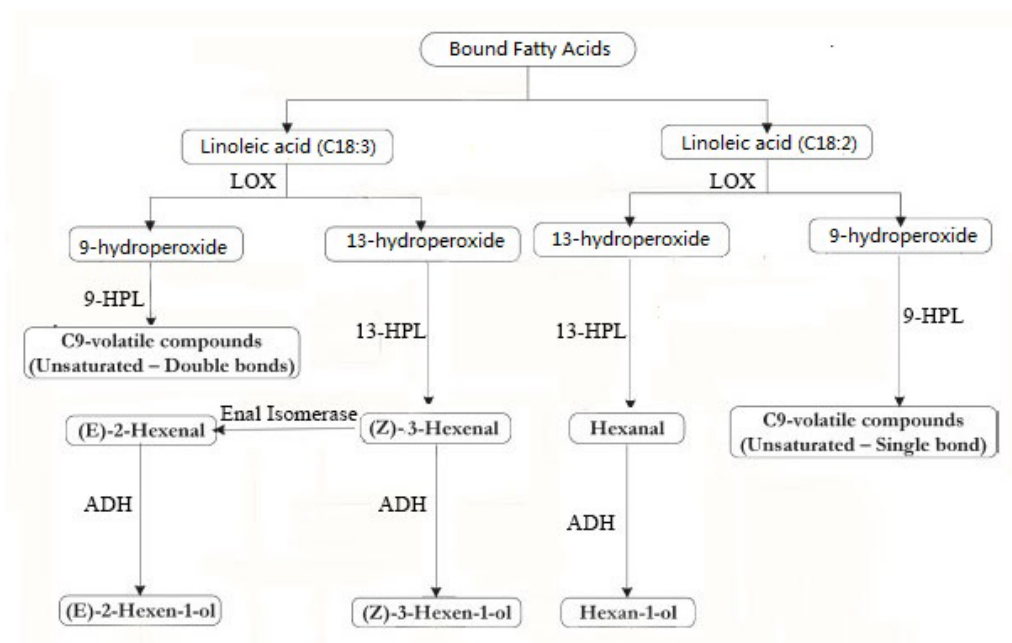 Bound Fatty Acids
Linoleic acid (C18:3)
Linoleic acid (C18:2)
LOX
LOX
9-hydroperoxide
13-hydroperoxide
13-hydroperoxide
9-hydroperoxide
9-HPL
13-HPL
13-HPL
9-HPL
C9-volatile compounds
(Unsaturated – Double bonds)
(E)-2-Hexenal
Enal Isomerase
(Z)-3-Hexenal
Hexanal
C9-volatile compounds
(Unsaturated – Single bond)
ADH
ADH
ADH
(E)-2-Hexen-1-ol
(Z)-3-Hexen-1-ol
Hexan-1-ol